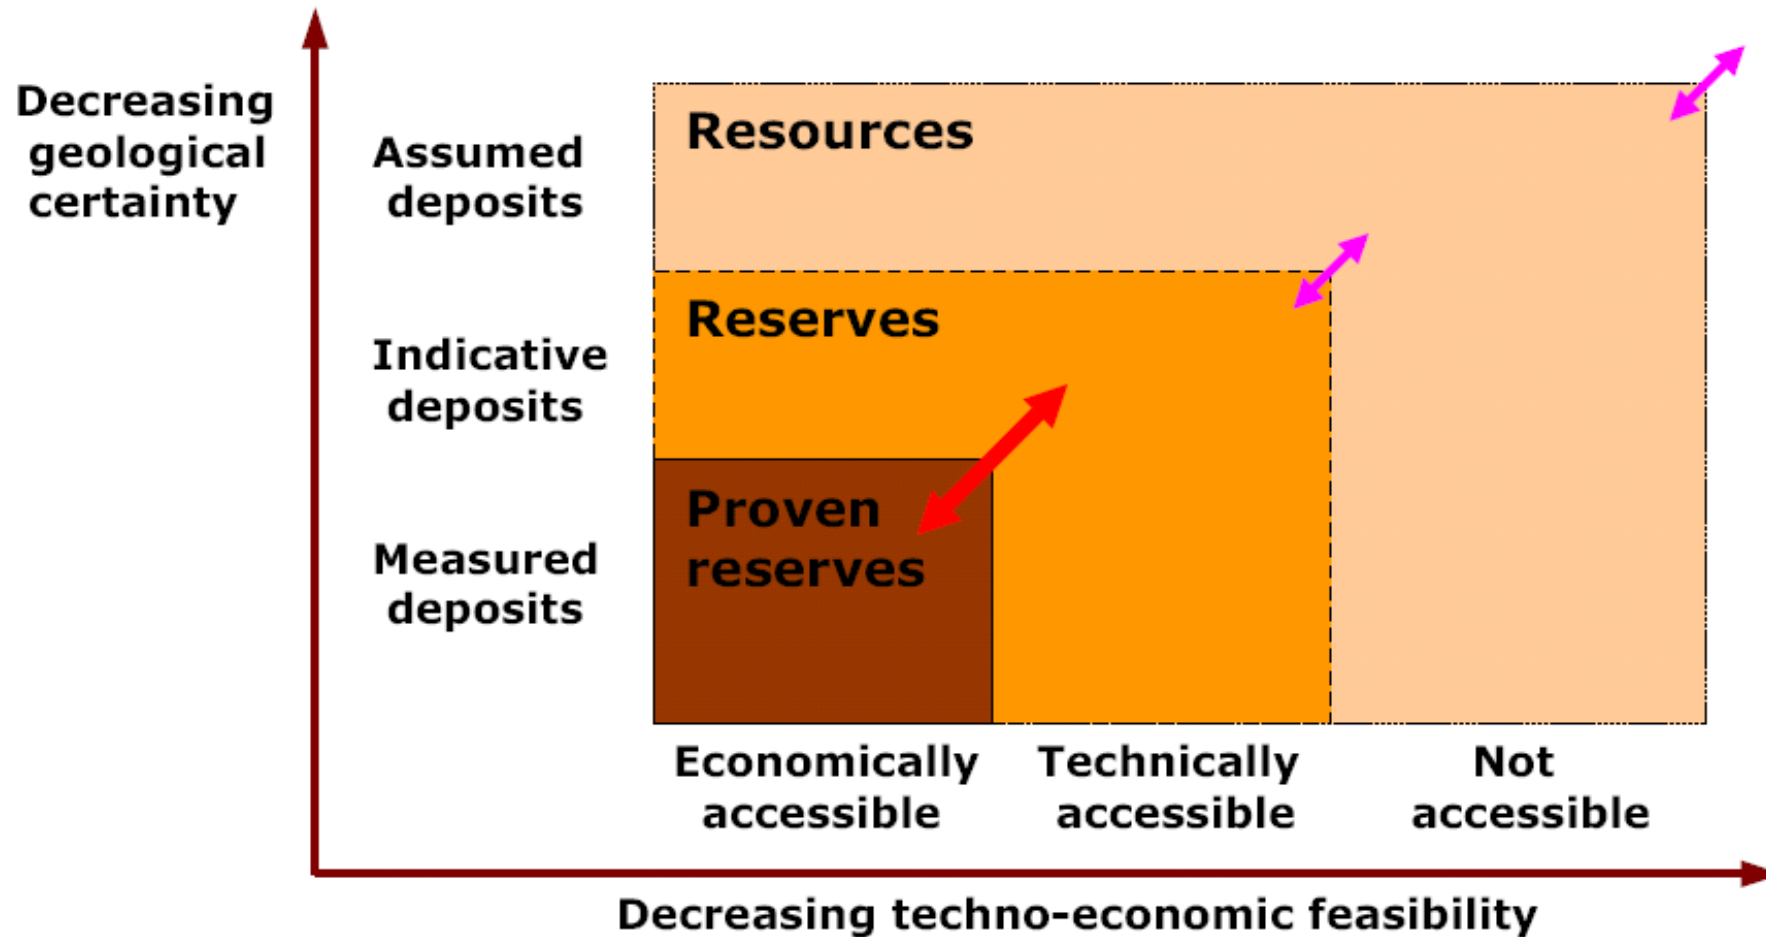 Decreasing
geological
certainty
Assumed
deposits
Resources
Indicative
deposits
Reserves
Measured
deposits
Proven
reserves
Economically
accessible
Technically
accessible
Not
accessible
Decreasing techno-economic feasibility